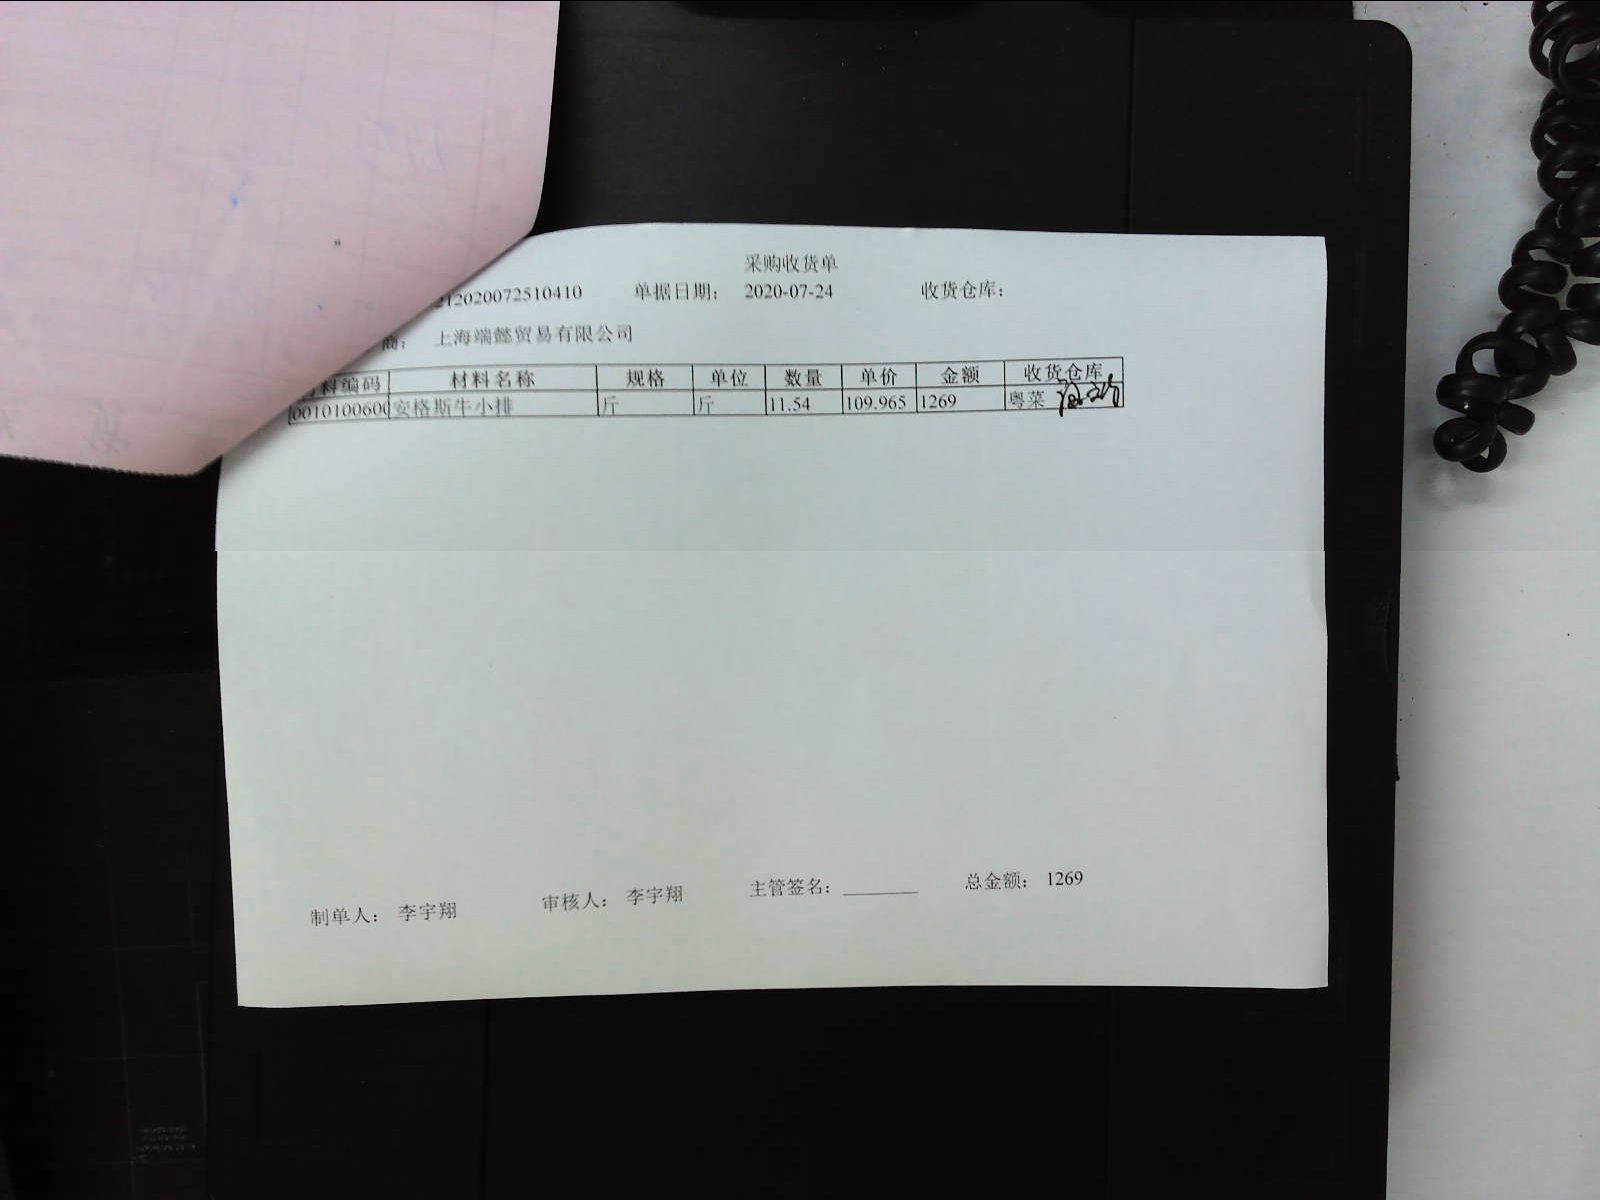 采购收货单
212020072510410 单据日期： 2020-07-24 收货仓库：
商： 上海端懿贸易有限公司
料编码 材料名称 规格 单位 数量 单价 金额 收货仓库
0010100600 安格斯牛小排 斤 斤 11.54 109.965 1269 粤菜
制单人： 李宇翔 审核人： 李宇翔 主管签名： 总金额： 1269